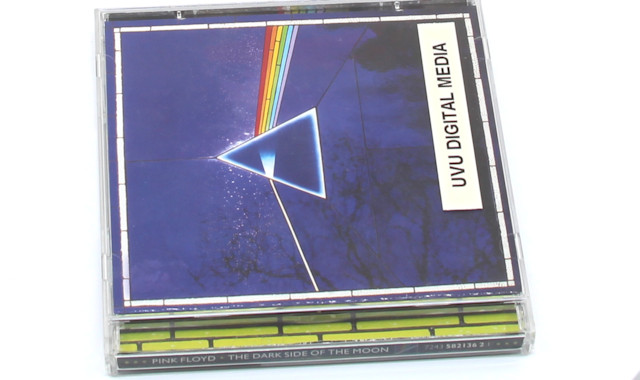 UVU DIGITAL MEDIA
PINK FLOYD · THE DARK SIDE OF THE MOON
582136 2